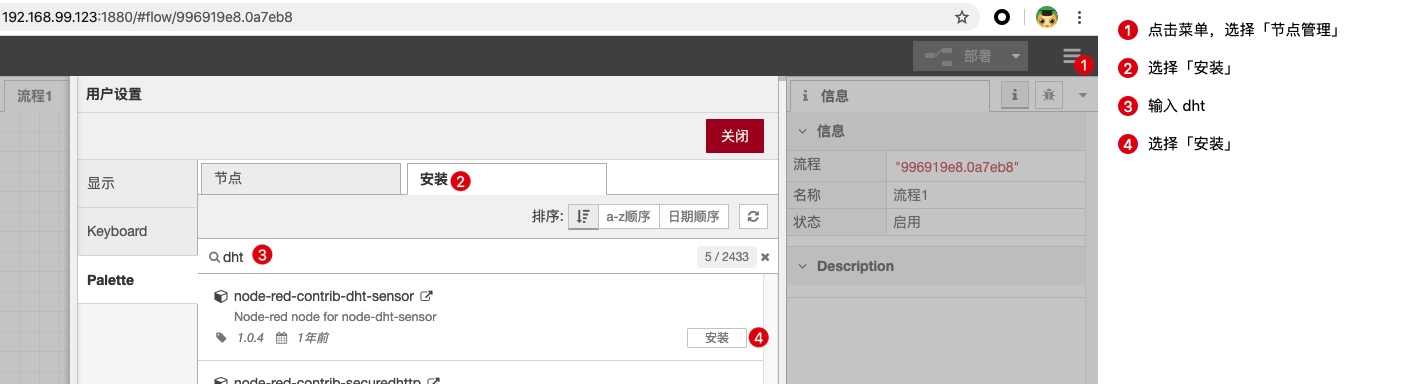 192.168.99.123:1880/#flow/996919e8.0a7eb8
部署
1
流程1
用户设置
关闭
显示
Keyboard
Palette
节点
安装 2
排序: a-z顺序 日期顺序
dht 3 5 / 2433
node-red-contrib-dht-sensor
Node-red node for node-dht-sensor
1.0.4 1年前 安装 4
node-red-contrib-securedhttp
信息
信息
流程 "996919e8.0a7eb8"
名称 流程1
状态 启用
Description
1 点击菜单，选择「节点管理」
2 选择「安装」
3 输入 dht
4 选择「安装」